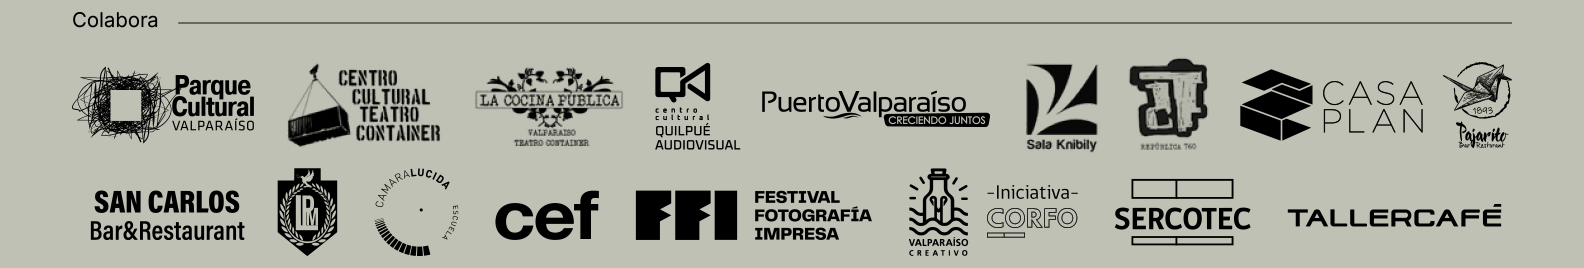 Colabora
Parque
Cultural
VALPARAÍSO
CENTRO
CULTURAL
TEATRO
CONTAINER
LA COCINA PÚBLICA
VALPARAISO
TEATRO CONTAINER
centro
cultural
QUILPUÉ
AUDIOVISUAL
PuertoValparaíso
CRECIENDO JUNTOS
Sala Knibily
REPÚBLICA 760
CASA
PLAN
1893
Pajarito
Bar Restorant
SAN CARLOS
Bar&Restaurant
CAMARALUCIDA
ESCUELA
cef
FFI
FESTIVAL
FOTOGRAFÍA
IMPRESA
VALPARAÍSO
CREATIVO
-Iniciativa-
CORFO
SERCOTEC
TALLERCAFÉ